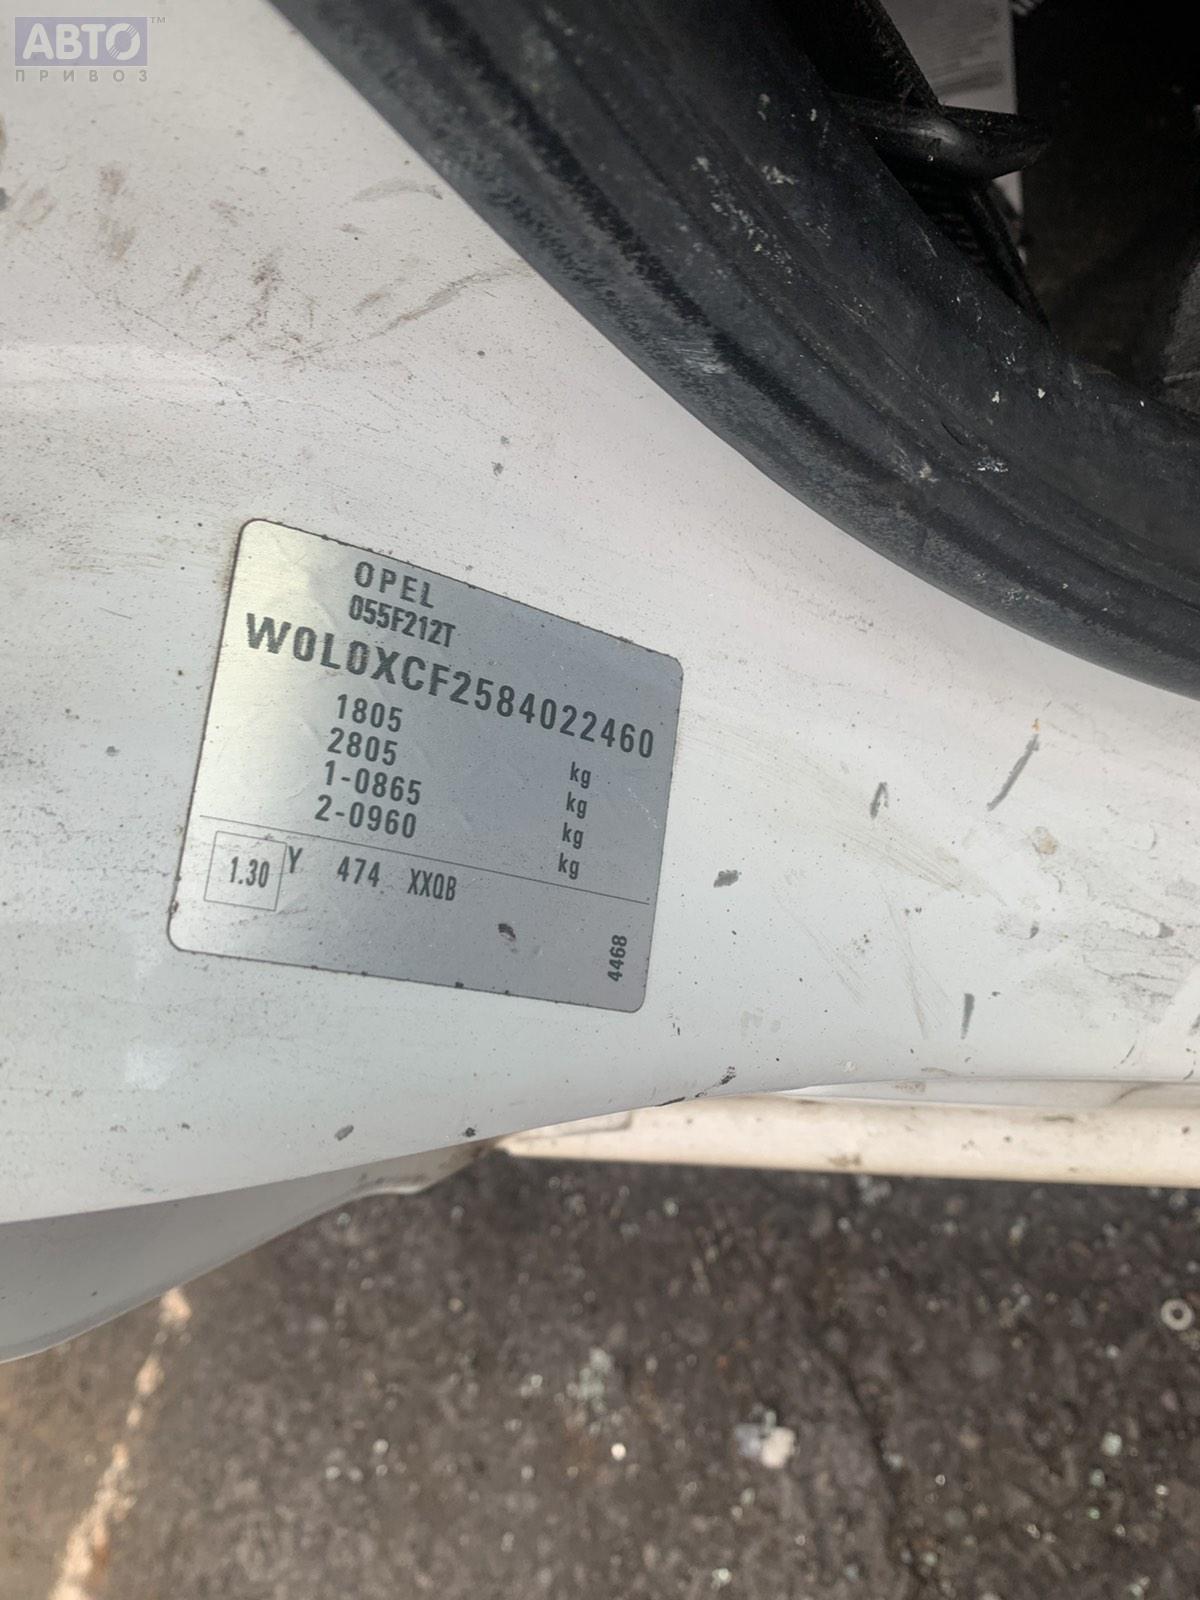 АВТО™
ПРИВОЗ
OPEL
055F212T
W0L0XCF2584022460
1805 kg
2805 kg
1-0865 kg
2-0960 kg
1.30 Y 474 XXQB
4468